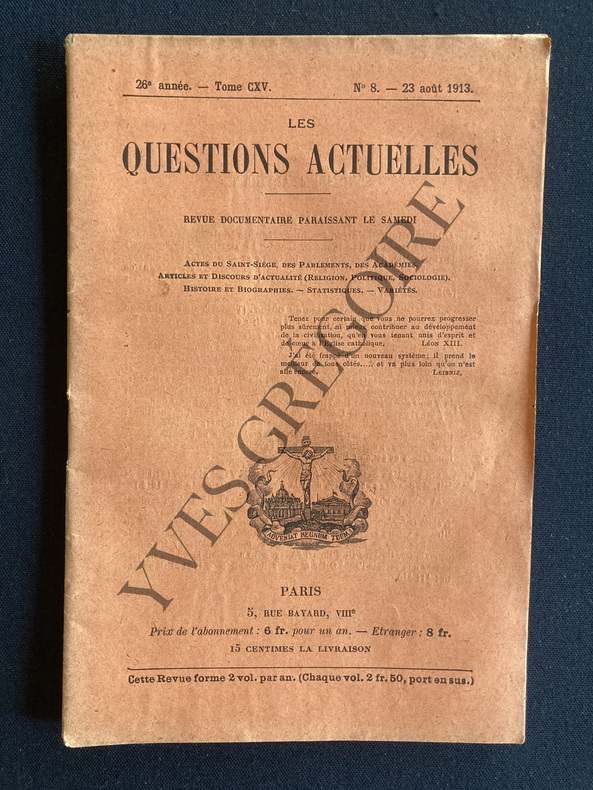 26e année. — Tome CXV. No 8. — 23 août 1913.
LES
QUESTIONS ACTUELLES
REVUE DOCUMENTAIRE PARAISSANT LE SAMEDI
ACTES DU SAINT-SIÈGE, DES PARLEMENTS, DES ACADÉMIES,
ARTICLES ET DISCOURS D'ACTUALITÉ (RELIGION, POLITIQUE, SOCIOLOGIE).
HISTOIRE ET BIOGRAPHIES. — STATISTIQUES. — VARIÉTÉS.
Tenez pour certain que vous ne pourrez progresser
plus sûrement, ni mieux contribuer au développement
de la civilisation, qu'en vous tenant unis d'esprit et
de cœur à l'Église catholique. LÉON XIII.
J'ai été frappé d'un nouveau système; il prend le
meilleur de tous côtés..... et va plus loin qu'on n'est
allé encore. LEIBNIZ.
ADVENIAT REGNUM TUUM
PARIS
5, RUE BAYARD, VIIIe
Prix de l'abonnement : 6 fr. pour un an. — Etranger : 8 fr.
15 CENTIMES LA LIVRAISON
Cette Revue forme 2 vol. par an. (Chaque vol. 2 fr. 50, port en sus.)
YVES GREGOIRE